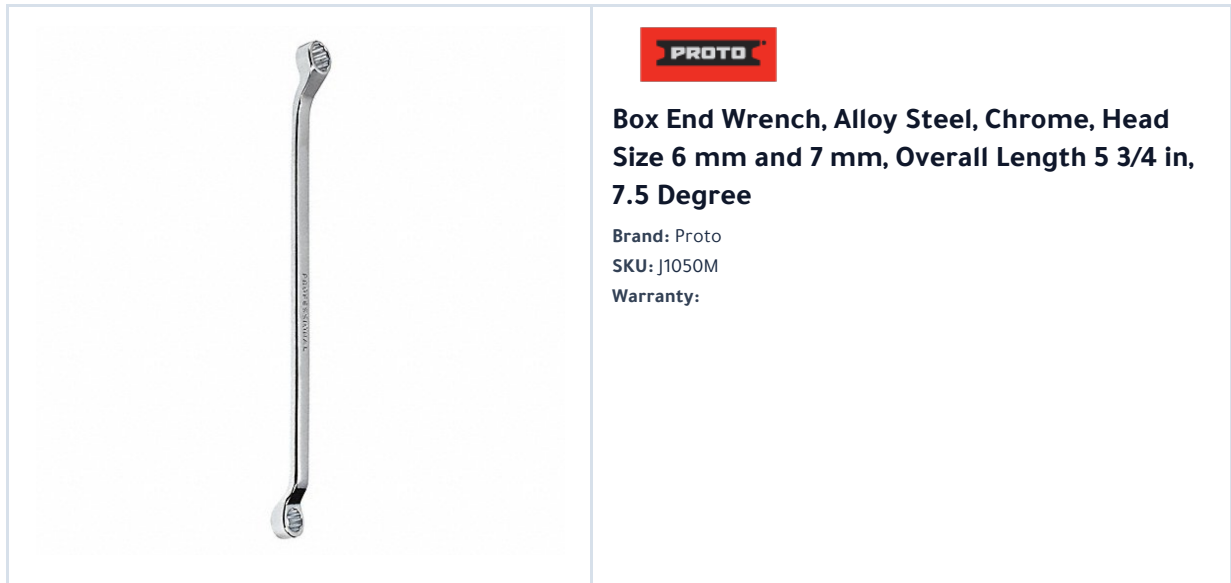 PROTO
Box End Wrench, Alloy Steel, Chrome, Head
Size 6 mm and 7 mm, Overall Length 5 3/4 in,
7.5 Degree
Brand: Proto
SKU: J1050M
Warranty:
PROFESSIONAL